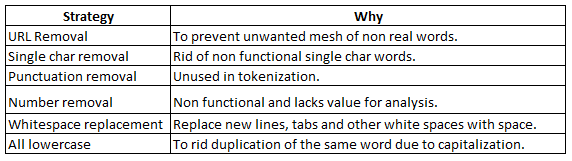 Strategy Why
URL Removal To prevent unwanted mesh of non real words.
Single char removal Rid of non functional single char words.
Punctuation removal Unused in tokenization.
Number removal Non functional and lacks value for analysis.
Whitespace replacement Replace new lines, tabs and other white spaces with space.
All lowercase To rid duplication of the same word due to capitalization.